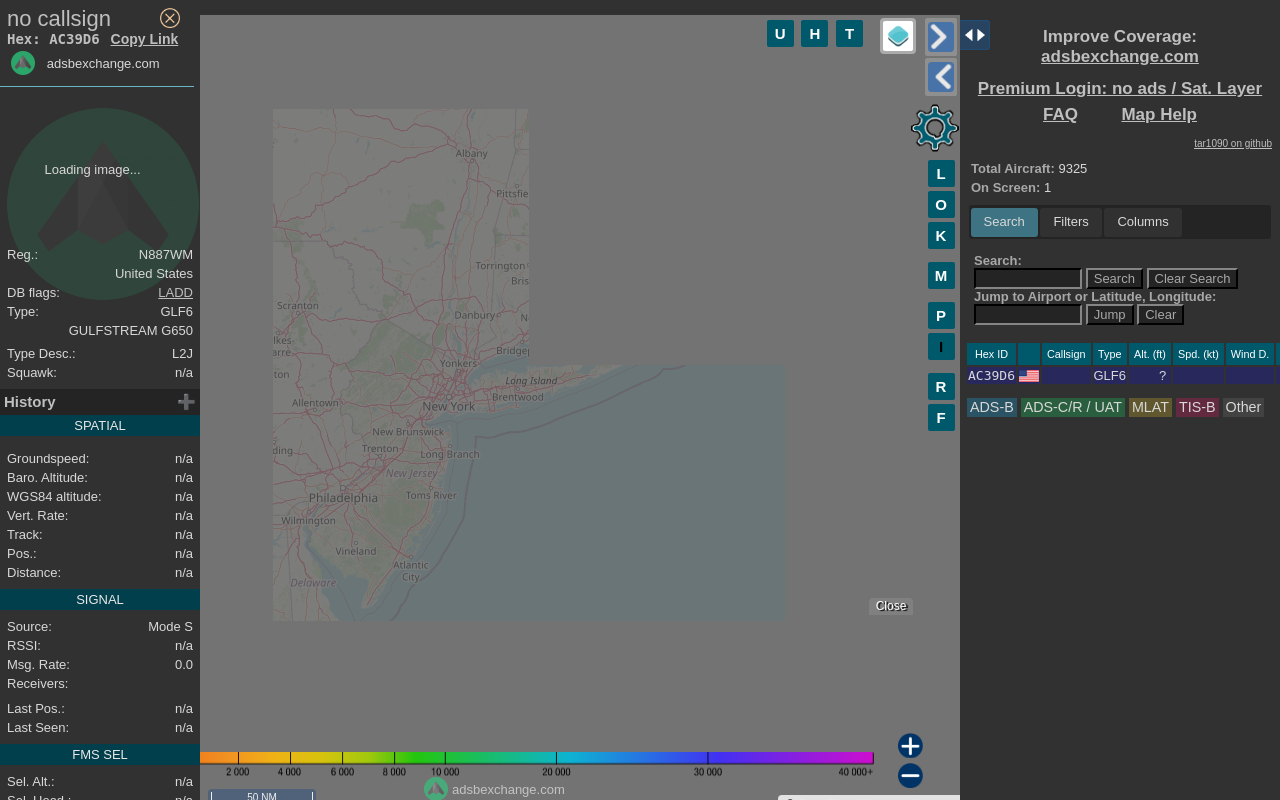 no callsign
Hex: AC39D6 Copy Link
adsbexchange.com
Loading image...
Reg.: N887WM
United States
DB flags: LADD
Type: GLF6
GULFSTREAM G650
Type Desc.: L2J
Squawk: n/a
History
SPATIAL
Groundspeed: n/a
Baro. Altitude: n/a
WGS84 altitude: n/a
Vert. Rate: n/a
Track: n/a
Pos.: n/a
Distance: n/a
SIGNAL
Source: Mode S
RSSI: n/a
Msg. Rate: 0.0
Receivers:
Last Pos.: n/a
Last Seen: n/a
FMS SEL
Sel. Alt.: n/a
Sel. Head.: n/a
U H T
L
O
K
M
P
I
R
F
Albany
Pittsfie
Torrington
Bris
Scranton
Danbury
N
lkes-
arre
Bridgep
Yonkers
ton
Long Island
Brentwood
Allentown
New York
New Brunswick
ding
Trenton
Long Branch
New Jersey
Philadelphia
Toms River
Wilmington
Vineland
Atlantic
City
Delaware
Close
2 000 4 000 6 000 8 000 10 000 20 000 30 000 40 000+
adsbexchange.com
50 NM
Improve Coverage:
adsbexchange.com
Premium Login: no ads / Sat. Layer
FAQ Map Help
tar1090 on github
Total Aircraft: 9325
On Screen: 1
Search Filters Columns
Search:
Search Clear Search
Jump to Airport or Latitude, Longitude:
Jump Clear
Hex ID Callsign Type Alt. (ft) Spd. (kt) Wind D.
AC39D6 GLF6 ?
ADS-B ADS-C/R / UAT MLAT TIS-B Other